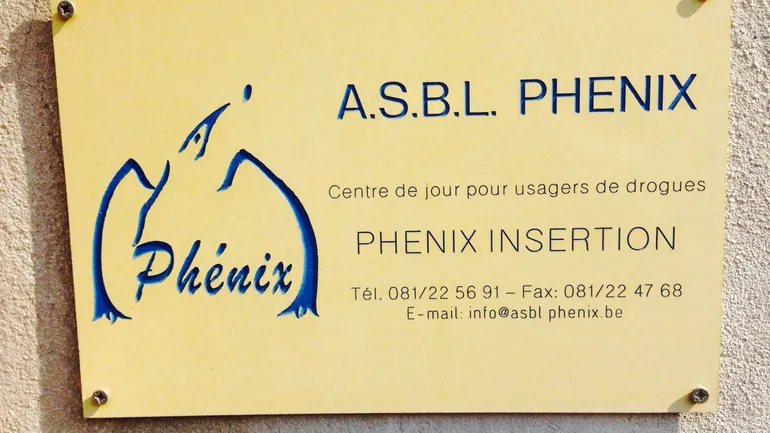 A.S.B.L. PHENIX
Centre de jour pour usagers de drogues
PHENIX INSERTION
Tél. 081/22 56 91 – Fax: 081/22 47 68
E-mail: info@asbl phenix.be
Phénix